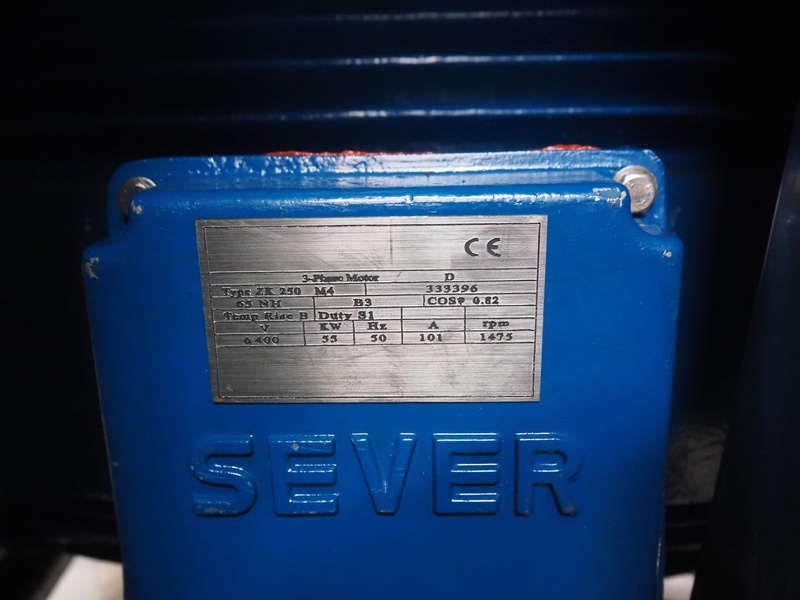 CE
3-Phase Motor D
Type ZK 250 M4 333396
65 NH B3 COSφ 0.82
Temp Rise B Duty S1
V KW Hz A rpm
Δ 400 55 50 101 1475
SEVER